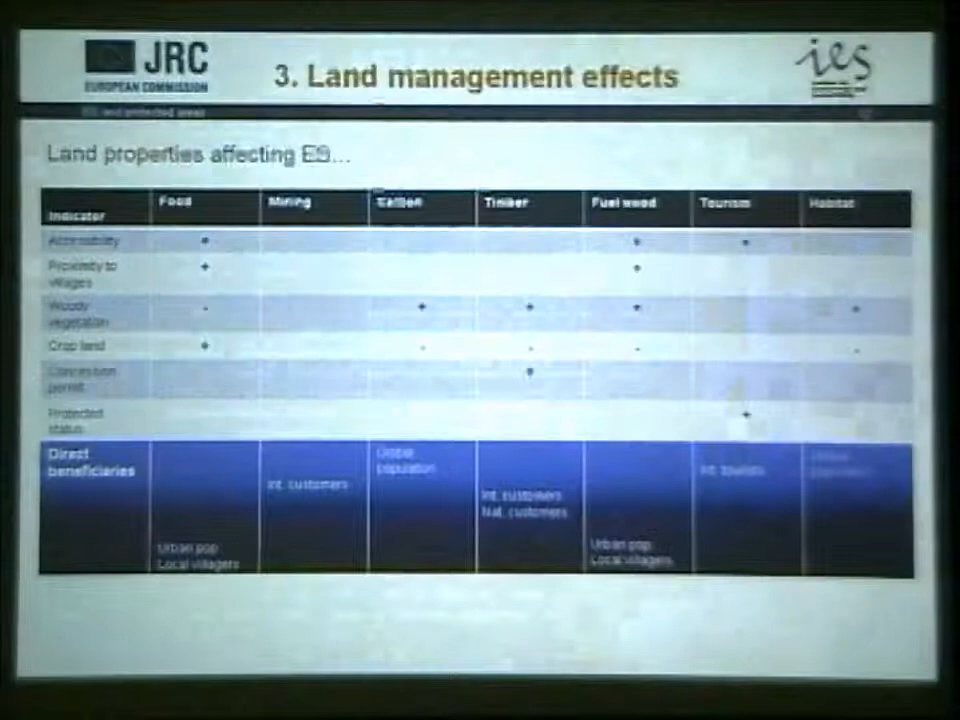 JRC
EUROPEAN COMMISSION
3. Land management effects
ies
Land properties affecting ES...
Indicator Food Mining Carbon Timber Fuel wood Tourism Habitat
Accessibility + + +
Proximity to + +
villages
Woody - + + + +
vegetation
Crop land + - - - -
Concession +
permit
Protected +
status
Direct Global
beneficiaries population Int. tourists
Int. customers
Int. customers
Nat. customers
Urban pop. Urban pop.
Local villagers Local villagers